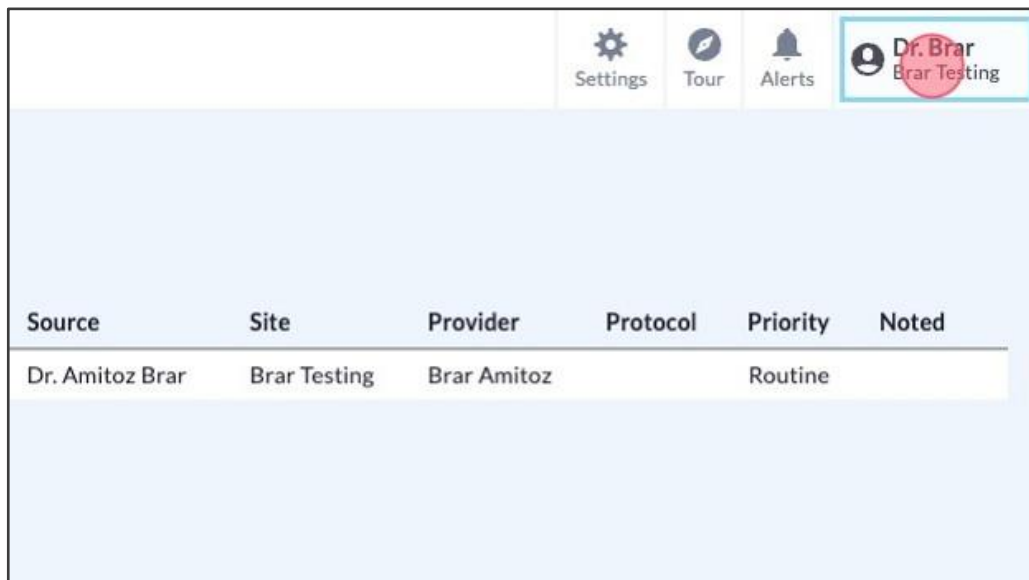 Settings Tour Alerts Dr. Brar
Brar Testing
Source Site Provider Protocol Priority Noted
Dr. Amitoz Brar Brar Testing Brar Amitoz Routine